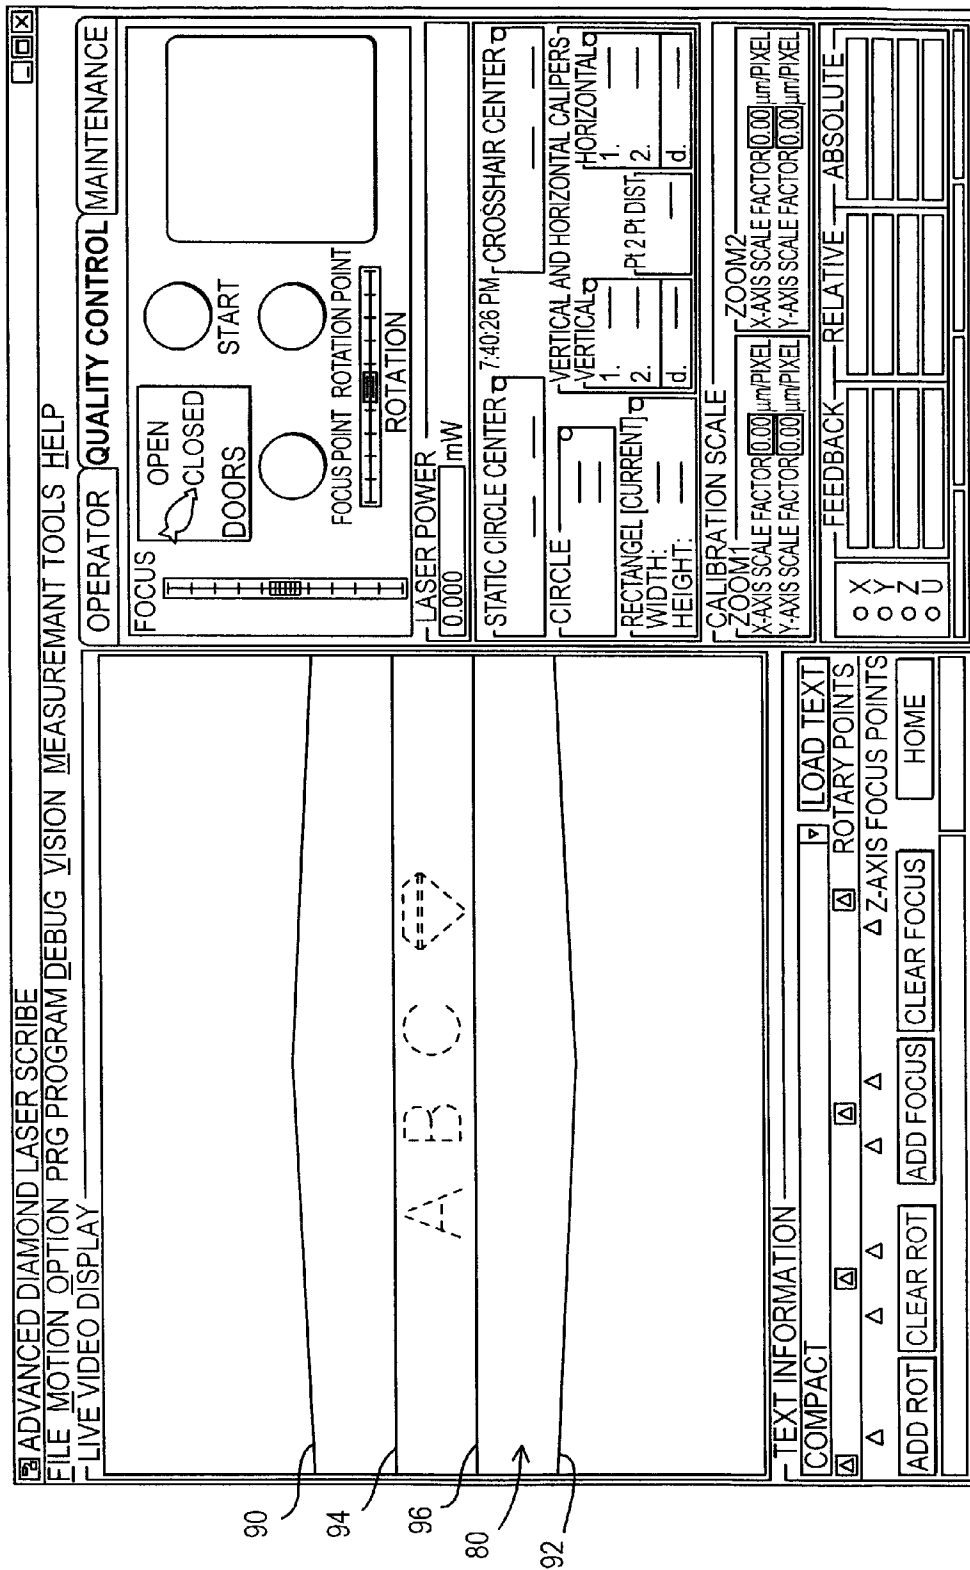 ADVANCED DIAMOND LASER SCRIBE
FILE MOTION OPTION PRG PROGRAM DEBUG VISION MEASUREMANT TOOLS HELP
LIVE VIDEO DISPLAY
90
94
96
80
92
A B C
TEXT INFORMATION
COMPACT
LOAD TEXT
ROTARY POINTS
Z-AXIS FOCUS POINTS
ADD ROT CLEAR ROT ADD FOCUS CLEAR FOCUS HOME
OPERATOR QUALITY CONTROL MAINTENANCE
FOCUS
OPEN
CLOSED
DOORS
START
FOCUS POINT ROTATION POINT
ROTATION
LASER POWER
0.000 mW
STATIC CIRCLE CENTER 7:40:26 PM CROSSHAIR CENTER
CIRCLE
VERTICAL AND HORIZONTAL CALIPERS
VERTICAL HORIZONTAL
1. 1.
2. Pt 2 Pt DIST 2.
d. d.
RECTANGEL [CURRENT]
WIDTH:
HEIGHT:
CALIBRATION SCALE
ZOOM1 ZOOM2
X-AXIS SCALE FACTOR 0.00 µm/PIXEL X-AXIS SCALE FACTOR 0.00 µm/PIXEL
Y-AXIS SCALE FACTOR 0.00 µm/PIXEL Y-AXIS SCALE FACTOR 0.00 µm/PIXEL
FEEDBACK RELATIVE ABSOLUTE
X
Y
Z
U